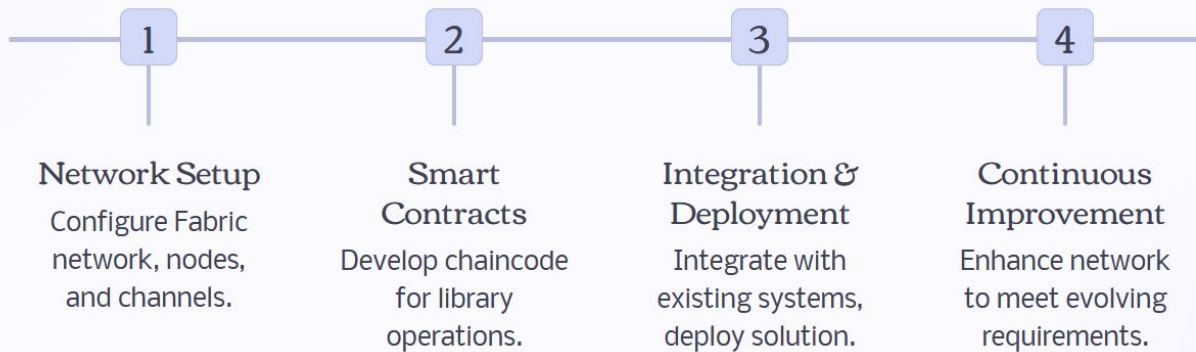 1
Network Setup
Configure Fabric
network, nodes,
and channels.
2
Smart
Contracts
Develop chaincode
for library
operations.
3
Integration &
Deployment
Integrate with
existing systems,
deploy solution.
4
Continuous
Improvement
Enhance network
to meet evolving
requirements.